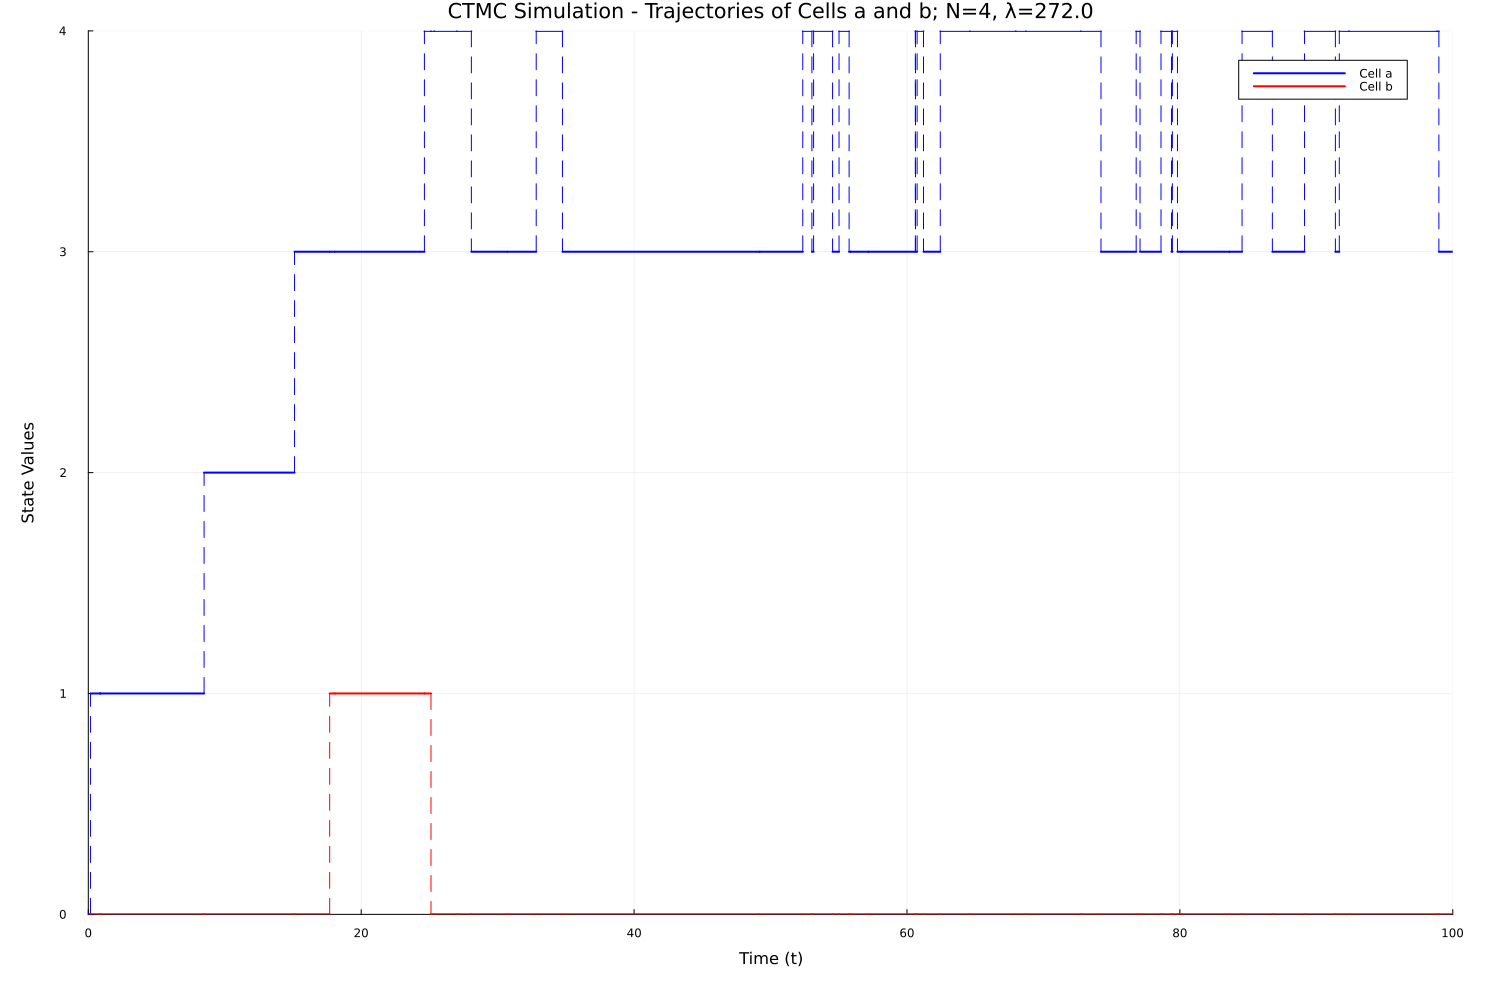 CTMC Simulation - Trajectories of Cells a and b; N=4, λ=272.0
4
Cell a
Cell b
3
State Values
2
1
0
0 20 40 60 80 100
Time (t)